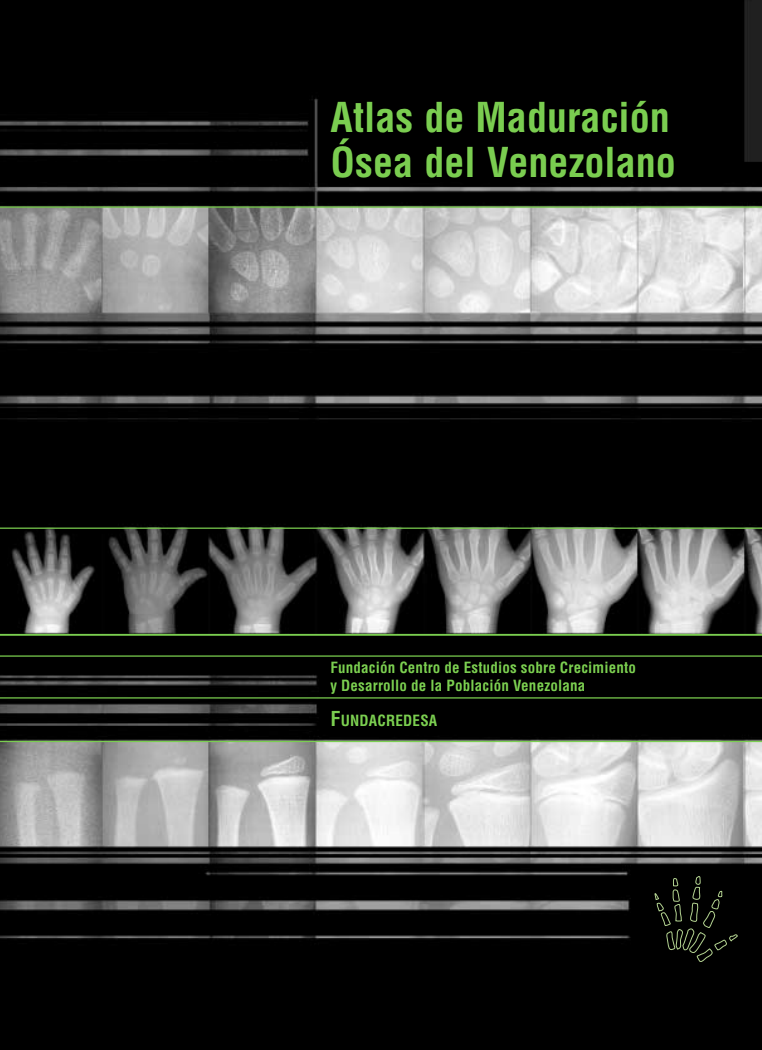 Atlas de Maduración
Ósea del Venezolano
Fundación Centro de Estudios sobre Crecimiento
y Desarrollo de la Población Venezolana
FUNDACREDESA